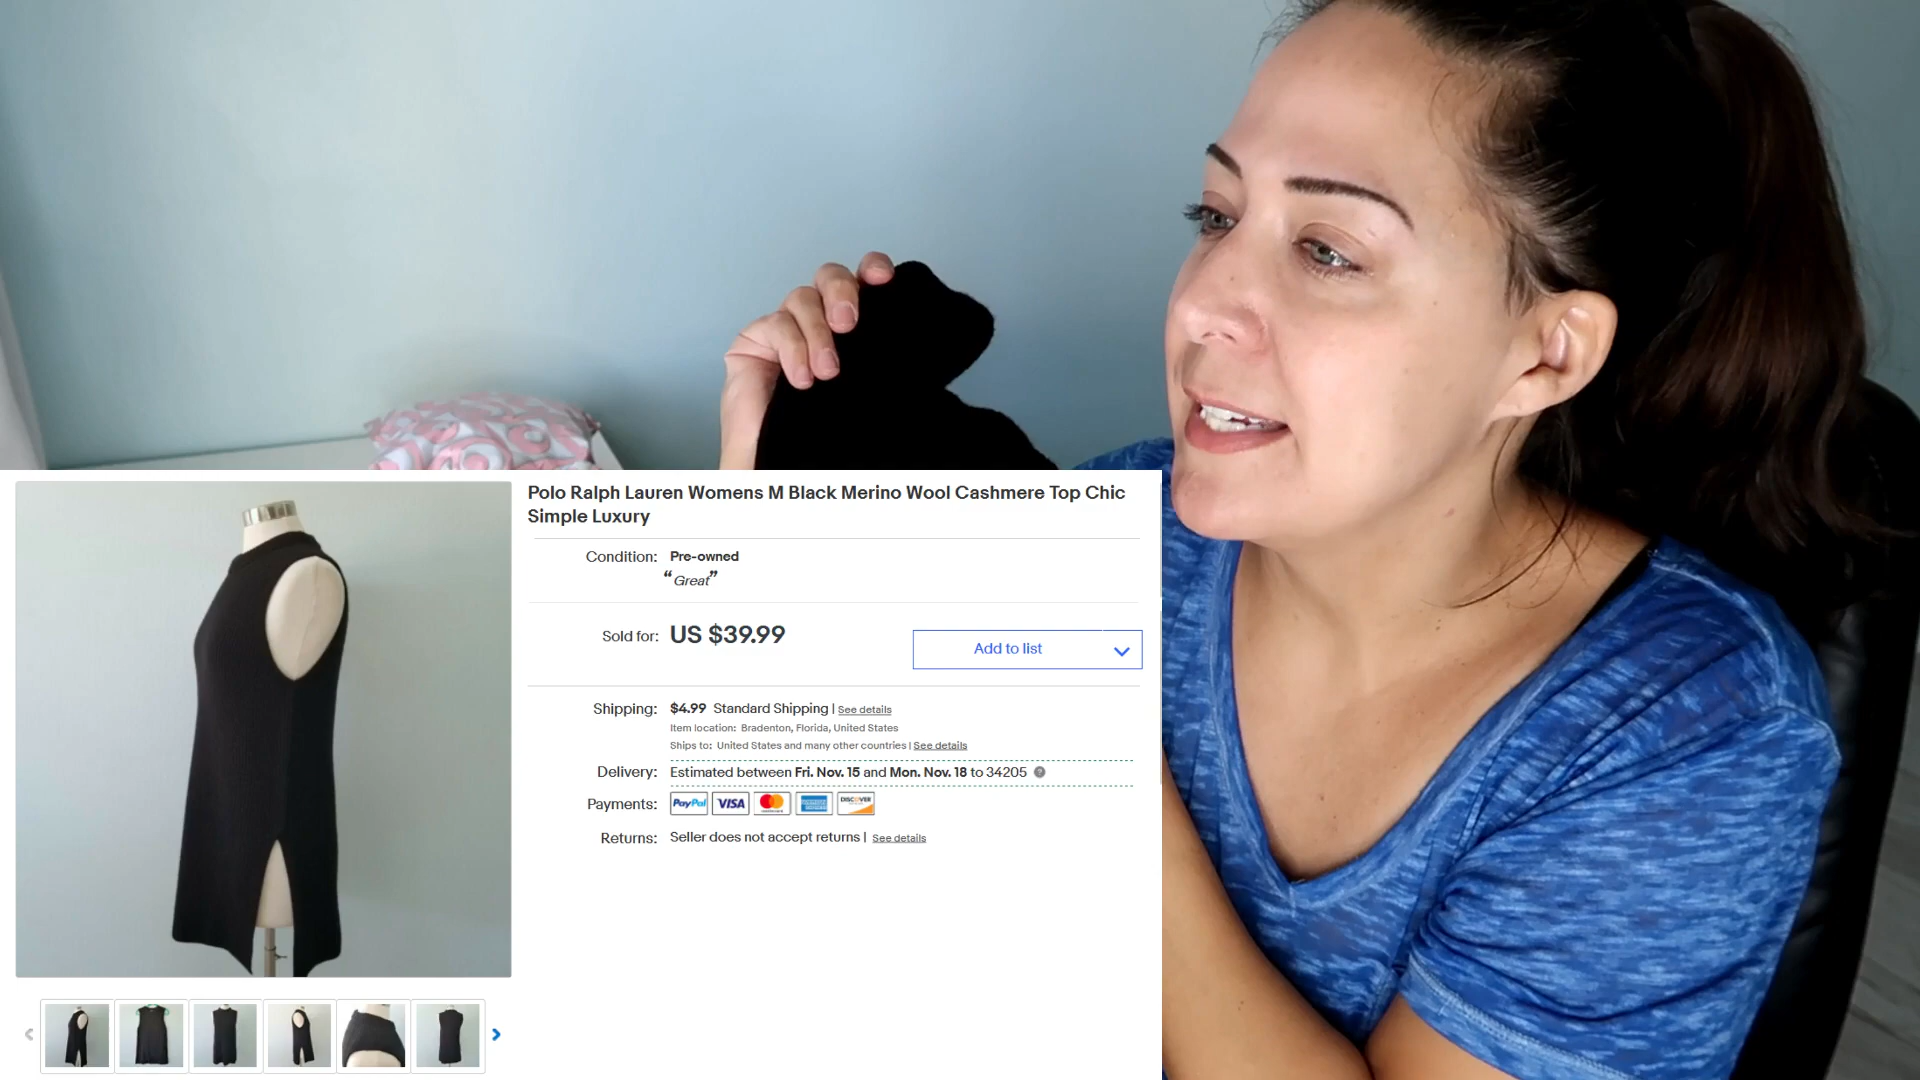 Polo Ralph Lauren Womens M Black Merino Wool Cashmere Top Chic
Simple Luxury
Condition: Pre-owned
“Great”
Sold for: US $39.99
Add to list
Shipping: $4.99 Standard Shipping | See details
Item location: Bradenton, Florida, United States
Ships to: United States and many other countries | See details
Delivery: Estimated between Fri. Nov. 15 and Mon. Nov. 18 to 34205 ?
Payments: PayPal VISA DISCOVER
Returns: Seller does not accept returns | See details